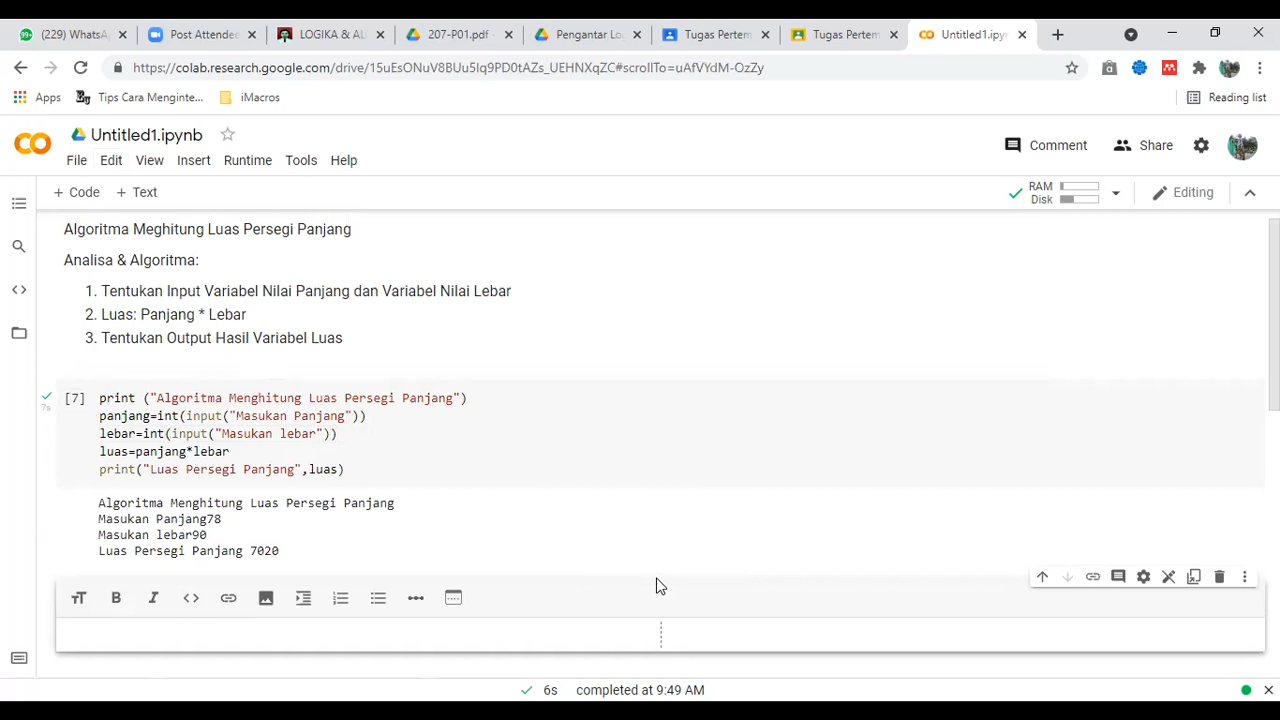 (229) WhatsA
Post Attende
LOGIKA & AL
207-P01.pdf -
Pengantar Lo
Tugas Pertem
Tugas Pertem
Untitled1.ipyn
https://colab.research.google.com/drive/15uEsONuV8BUu5Iq9PD0tAZs_UEHNXqZC#scrollTo=uAfVYdM-OzZy
Apps
Tips Cara Menginte...
iMacros
Reading list
Untitled1.ipynb
Comment
Share
File Edit View Insert Runtime Tools Help
+ Code + Text
RAM
Disk
Editing
Algoritma Meghitung Luas Persegi Panjang
Analisa & Algoritma:
1. Tentukan Input Variabel Nilai Panjang dan Variabel Nilai Lebar
2. Luas: Panjang * Lebar
3. Tentukan Output Hasil Variabel Luas
[7] print ("Algoritma Menghitung Luas Persegi Panjang")
7s
panjang=int(input("Masukan Panjang"))
lebar=int(input("Masukan lebar"))
luas=panjang*lebar
print("Luas Persegi Panjang",luas)
Algoritma Menghitung Luas Persegi Panjang
Masukan Panjang78
Masukan lebar90
Luas Persegi Panjang 7020
6s completed at 9:49 AM